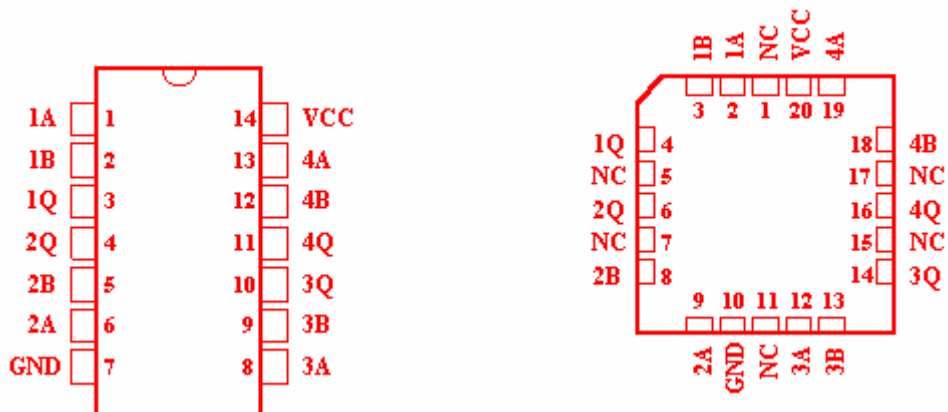 1A 1 14 VCC
1B 2 13 4A
1Q 3 12 4B
2Q 4 11 4Q
2B 5 10 3Q
2A 6 9 3B
GND 7 8 3A
1B 1A NC VCC 4A
3 2 1 20 19
1Q 4 18 4B
NC 5 17 NC
2Q 6 16 4Q
NC 7 15 NC
2B 8 14 3Q
9 10 11 12 13
2A GND NC 3A 3B